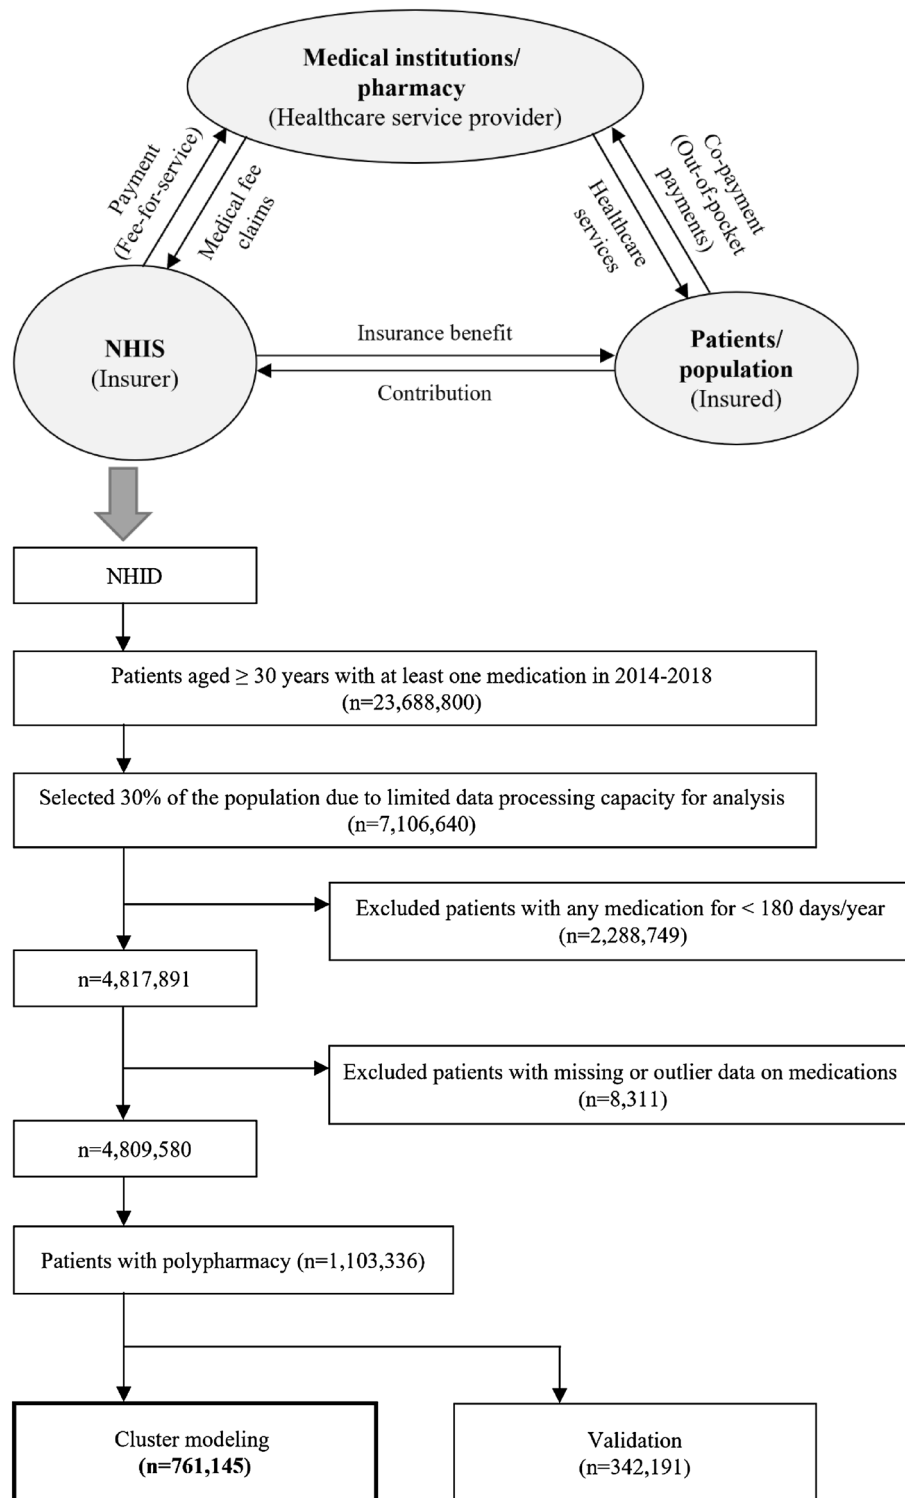 Medical institutions/
pharmacy
(Healthcare service provider)
Payment
(Fee-for-service)
Medical fee
claims
Healthcare
services
Co-payment
(Out-of-pocket
payments)
NHIS
(Insurer)
Insurance benefit
Contribution
Patients/
population
(Insured)
NHID
Patients aged ≥ 30 years with at least one medication in 2014-2018
(n=23,688,800)
Selected 30% of the population due to limited data processing capacity for analysis
(n=7,106,640)
Excluded patients with any medication for < 180 days/year
(n=2,288,749)
n=4,817,891
Excluded patients with missing or outlier data on medications
(n=8,311)
n=4,809,580
Patients with polypharmacy (n=1,103,336)
Cluster modeling
(n=761,145)
Validation
(n=342,191)